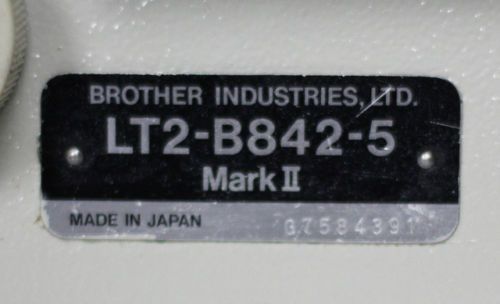 BROTHER INDUSTRIES, LTD.
LT2-B842-5
Mark II
MADE IN JAPAN
G7584391